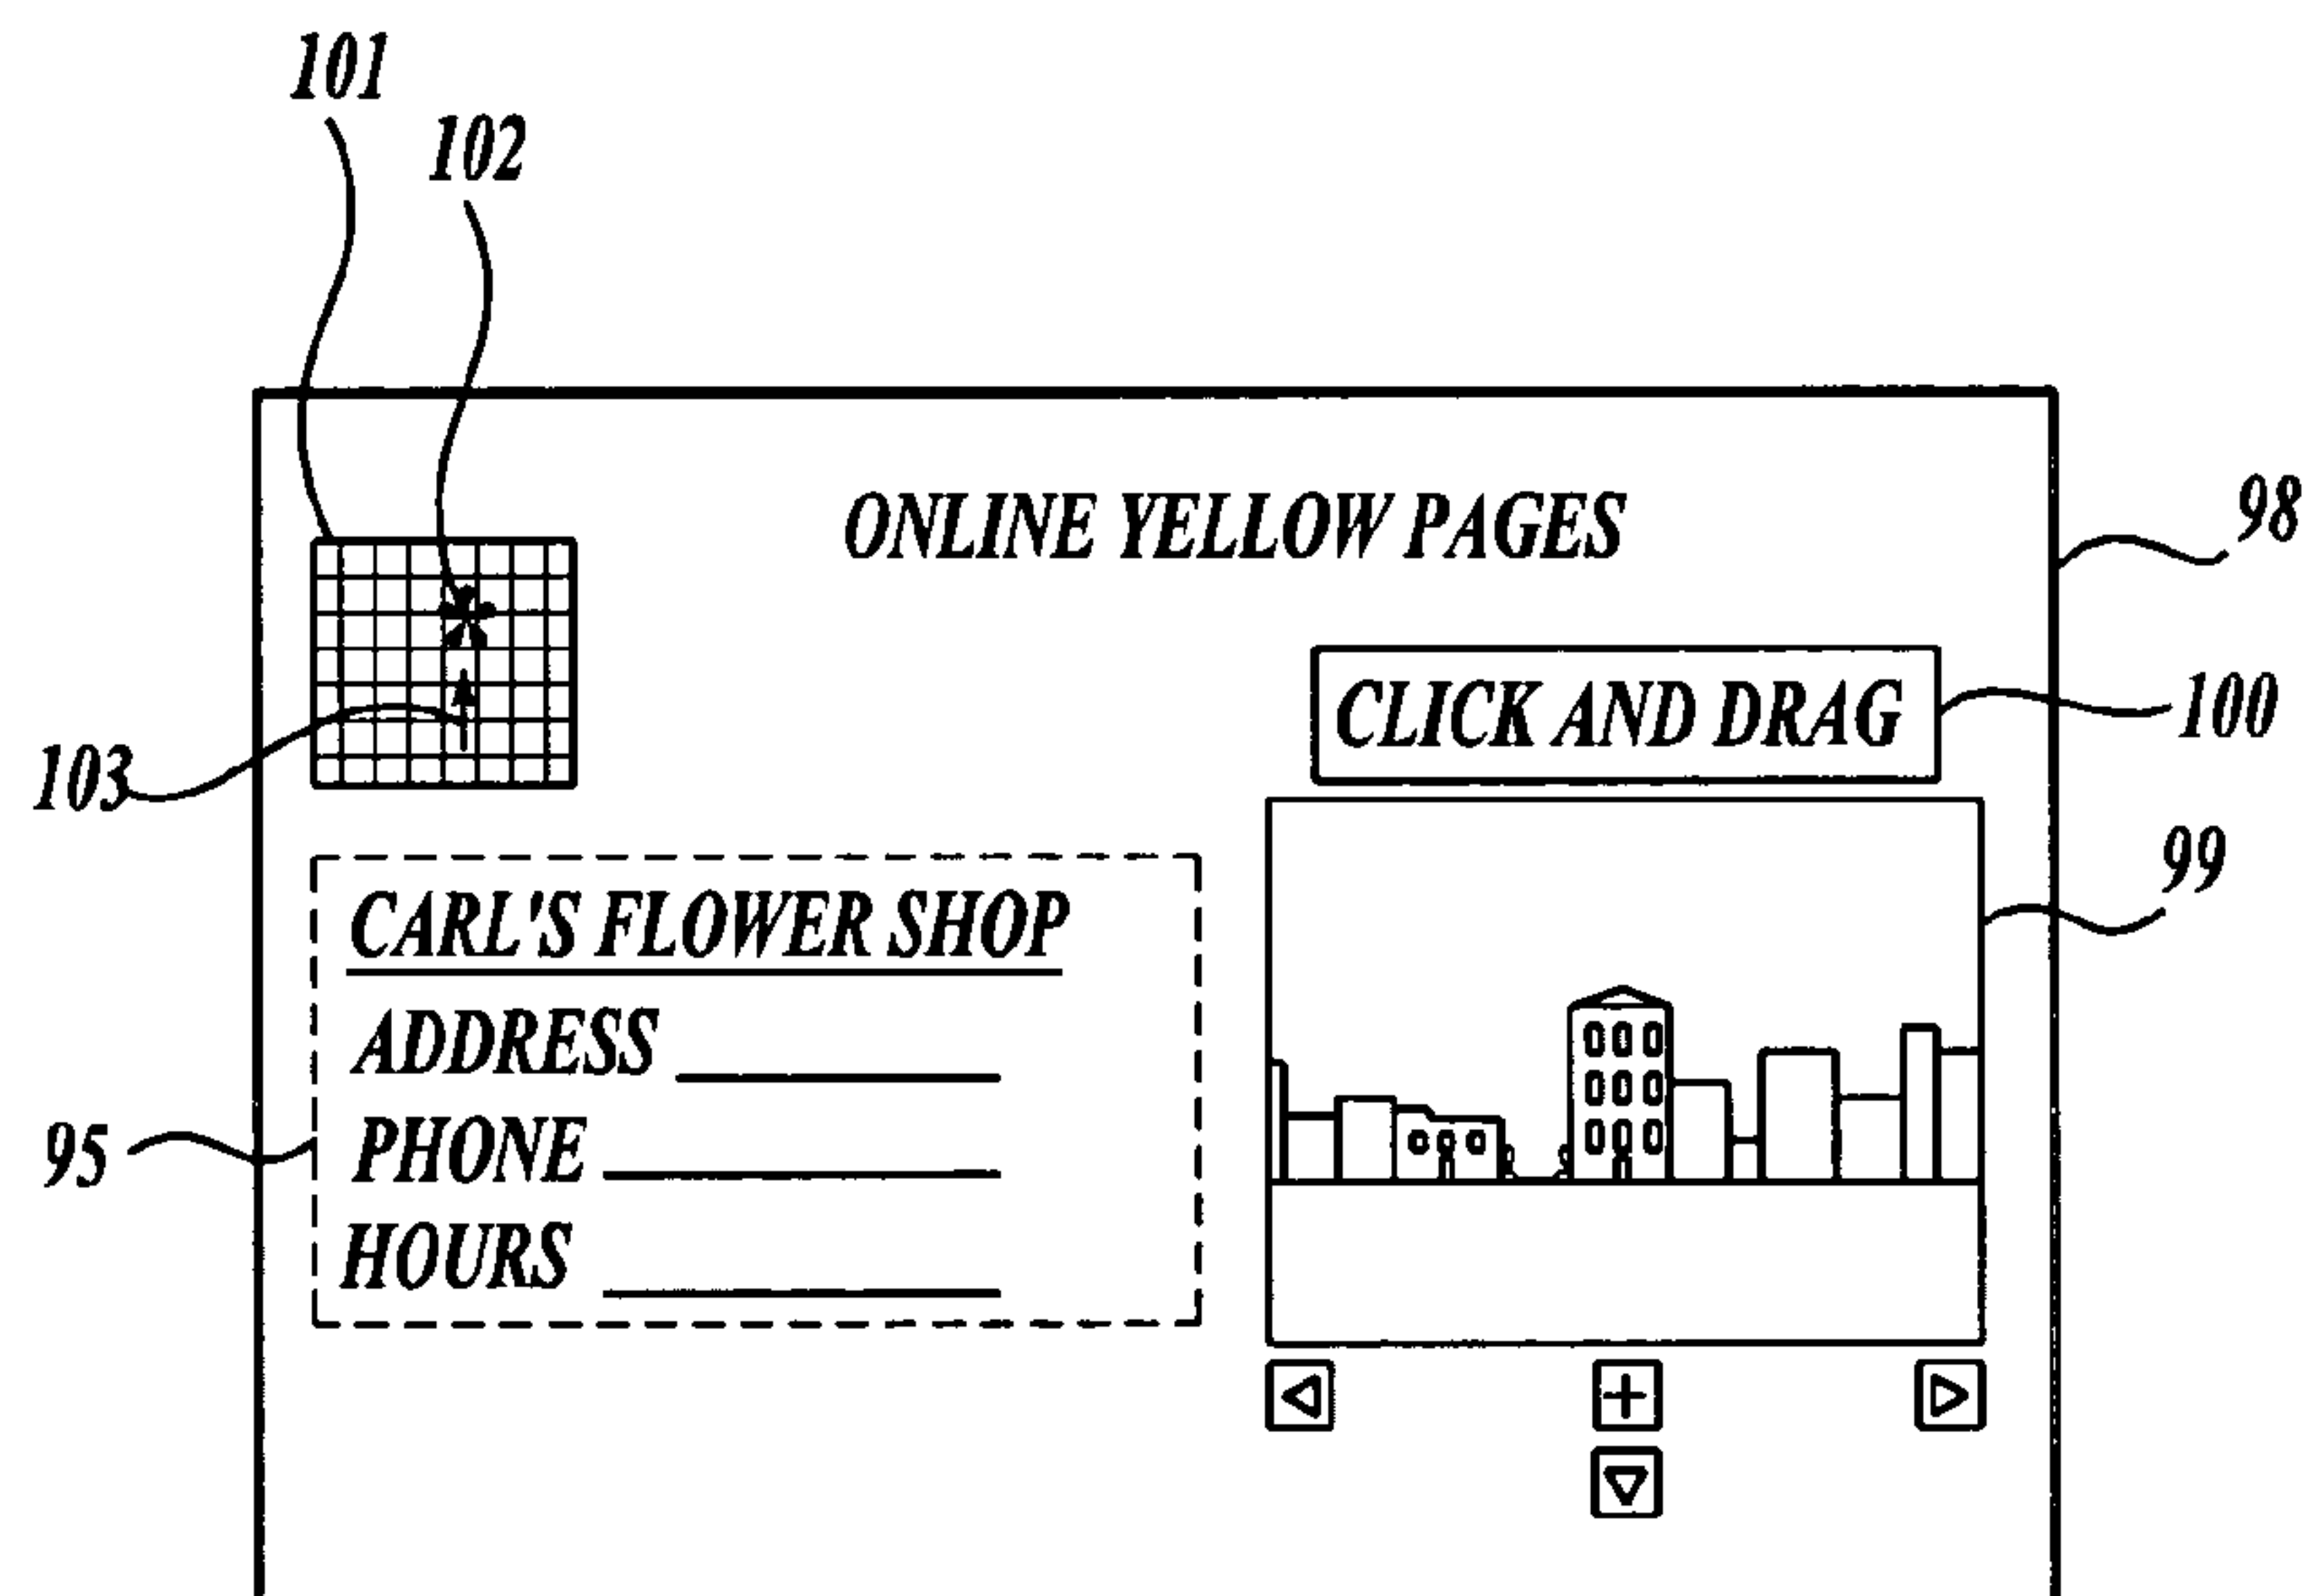 101
102
ONLINE YELLOW PAGES
98
CLICK AND DRAG
100
103
99
CARL'S FLOWER SHOP
ADDRESS
PHONE
95
HOURS